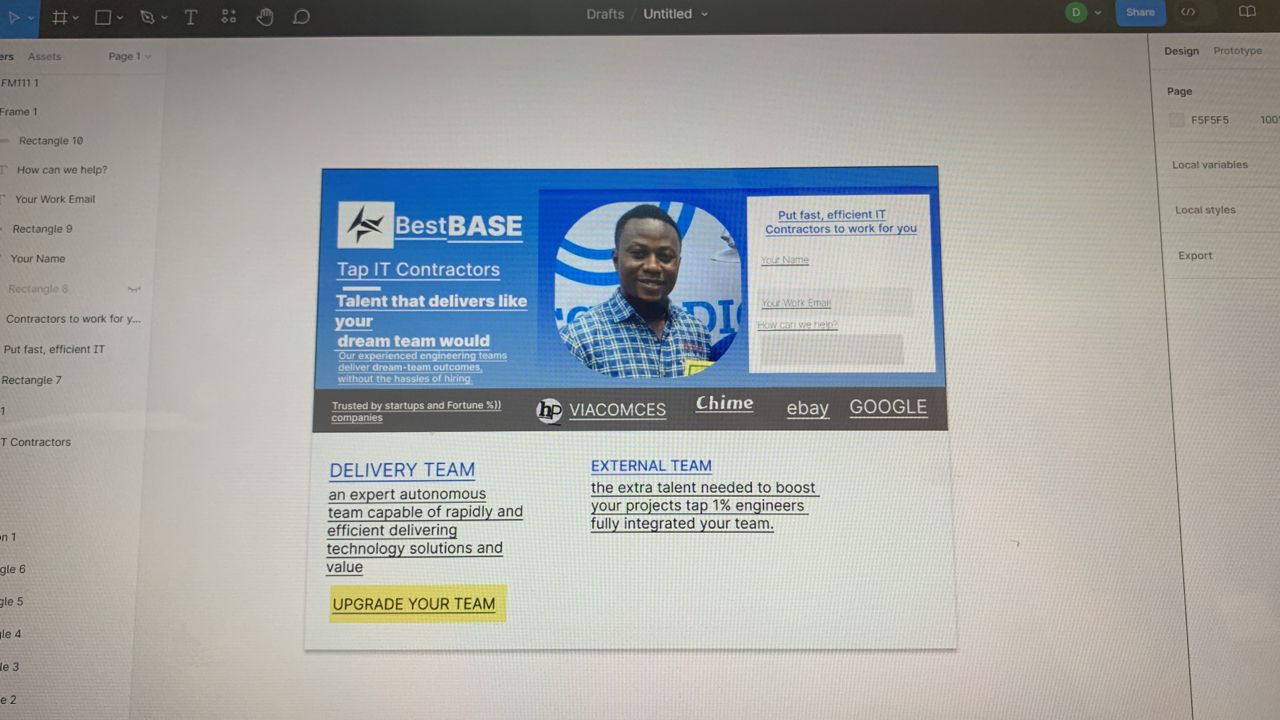 Drafts / Untitled
D
Share
ers Assets Page 1
FM111 1
Frame 1
Rectangle 10
How can we help?
Your Work Email
Rectangle 9
Your Name
Rectangle 8
Contractors to work for y...
Put fast, efficient IT
Rectangle 7
1
T Contractors
n 1
gle 6
gle 5
gle 4
le 3
e 2
BestBASE
Tap IT Contractors
Talent that delivers like
your
dream team would
Our experienced engineering teams
deliver dream-team outcomes,
without the hassles of hiring.
Put fast, efficient IT
Contractors to work for you
Your Name
Your Work Email
How can we help?
Trusted by startups and Fortune %))
companies
hp VIACOMCES Chime ebay GOOGLE
DELIVERY TEAM
an expert autonomous
team capable of rapidly and
efficient delivering
technology solutions and
value
UPGRADE YOUR TEAM
EXTERNAL TEAM
the extra talent needed to boost
your projects tap 1% engineers
fully integrated your team.
Design Prototype
Page
F5F5F5 100
Local variables
Local styles
Export